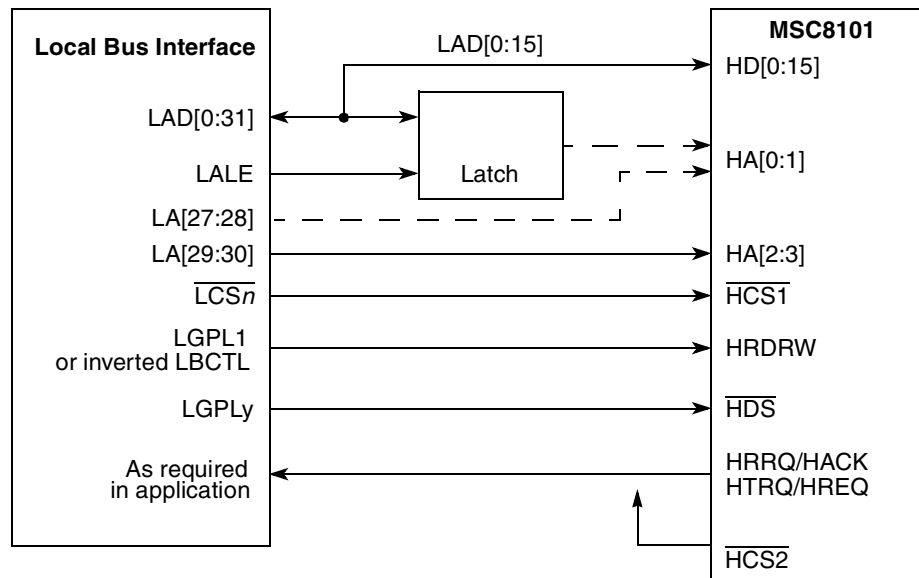 Local Bus Interface
LAD[0:31]
LALE
LA[27:28]
LA[29:30]
LCSn
LGPL1
or inverted LBCTL
LGPLy
As required
in application
LAD[0:15]
Latch
MSC8101
HD[0:15]
HA[0:1]
HA[2:3]
HCS1
HRDRW
HDS
HRRQ/HACK
HTRQ/HREQ
HCS2